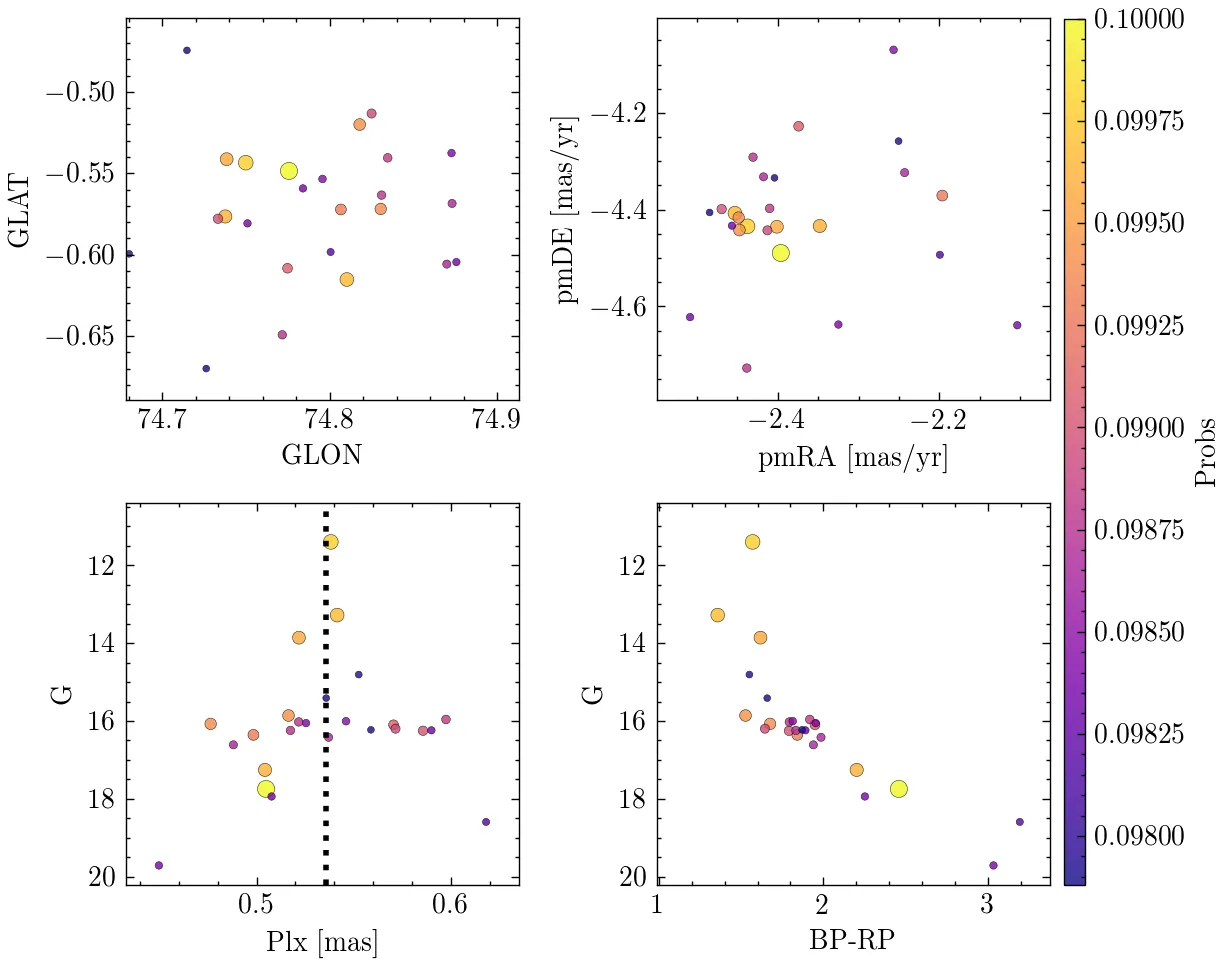 −0.50
−0.55
−0.60
−0.65
GLAT
74.7 74.8 74.9
GLON
−4.2
−4.4
−4.6
pmDE [mas/yr]
−2.4 −2.2
pmRA [mas/yr]
12
14
16
18
20
G
0.5 0.6
Plx [mas]
12
14
16
18
20
G
1 2 3
BP-RP
0.10000
0.09975
0.09950
0.09925
0.09900
0.09875
0.09850
0.09825
0.09800
Probs